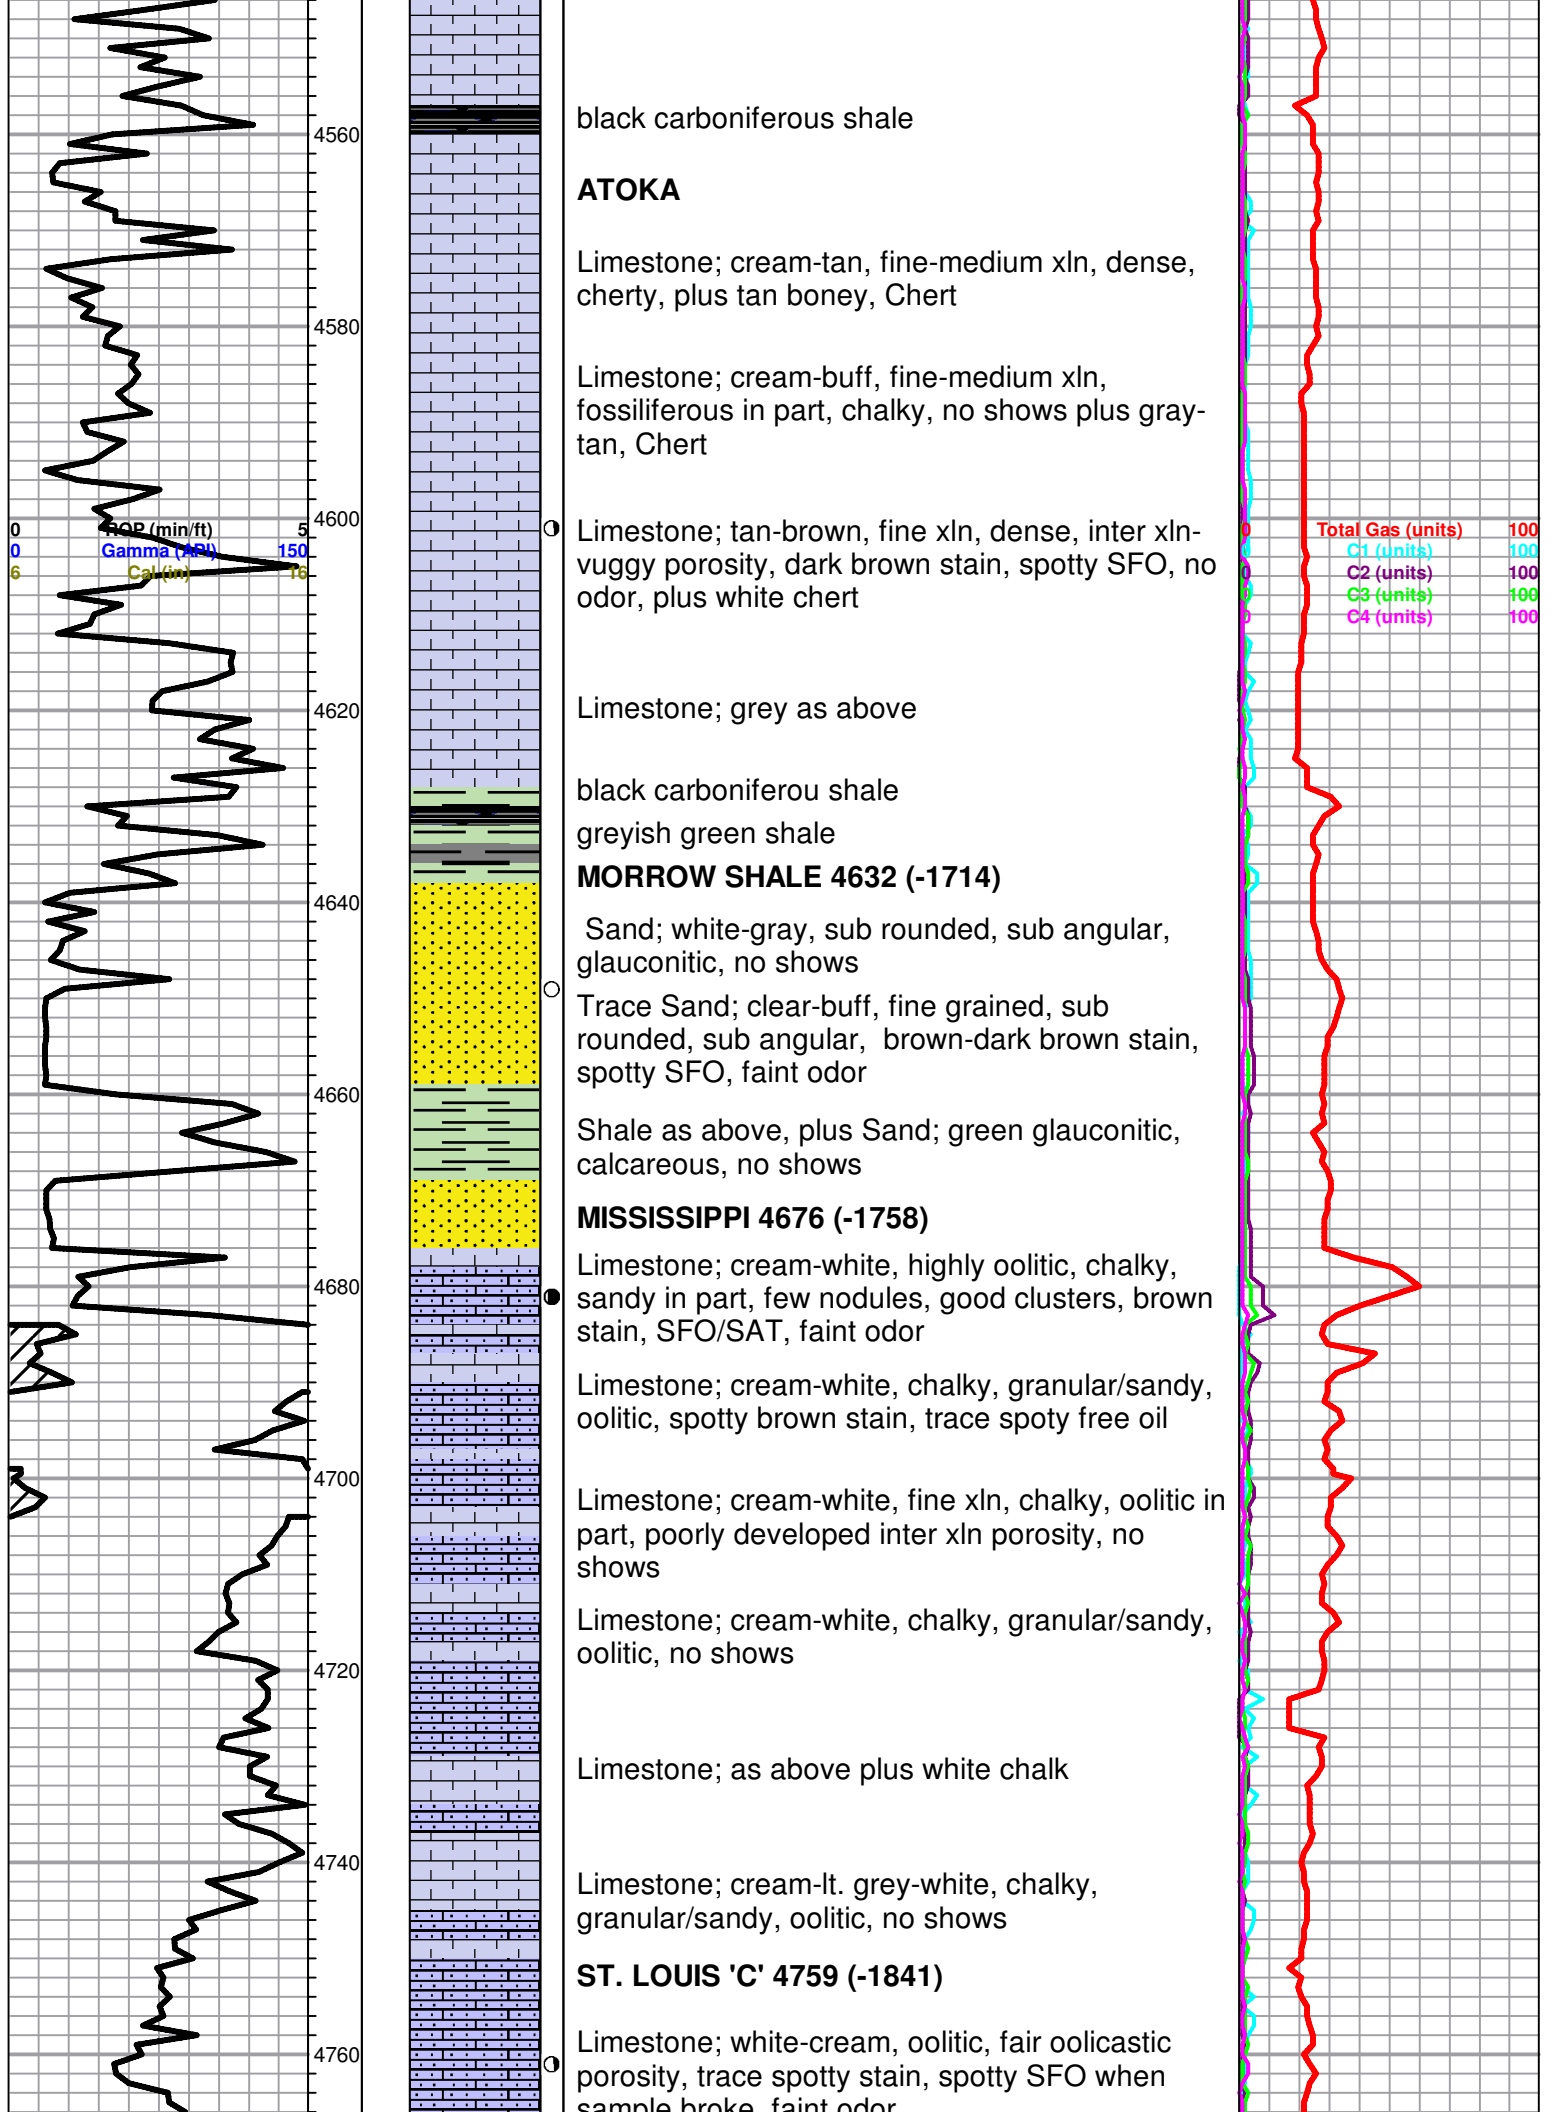 black carboniferous shale
4560
ATOKA
Limestone; cream-tan, fine-medium xln, dense,
cherty, plus tan boney, Chert
4580
Limestone; cream-buff, fine-medium xln,
fossiliferous in part, chalky, no shows plus gray-
tan, Chert
4600
0 ROP (min/ft) 5
0 Gamma (API) 150
6 Cal (in) 16
Limestone; tan-brown, fine xln, dense, inter xln-
vuggy porosity, dark brown stain, spotty SFO, no
odor, plus white chert
0 Total Gas (units) 100
0 C1 (units) 100
0 C2 (units) 100
0 C3 (units) 100
0 C4 (units) 100
Limestone; grey as above
4620
black carboniferou shale
greyish green shale
MORROW SHALE 4632 (-1714)
4640
Sand; white-gray, sub rounded, sub angular,
glauconitic, no shows
Trace Sand; clear-buff, fine grained, sub
rounded, sub angular, brown-dark brown stain,
spotty SFO, faint odor
4660
Shale as above, plus Sand; green glauconitic,
calcareous, no shows
MISSISSIPPI 4676 (-1758)
Limestone; cream-white, highly oolitic, chalky,
4680
sandy in part, few nodules, good clusters, brown
stain, SFO/SAT, faint odor
Limestone; cream-white, chalky, granular/sandy,
oolitic, spotty brown stain, trace spoty free oil
4700
Limestone; cream-white, fine xln, chalky, oolitic in
part, poorly developed inter xln porosity, no
shows
Limestone; cream-white, chalky, granular/sandy,
oolitic, no shows
4720
Limestone; as above plus white chalk
4740
Limestone; cream-lt. grey-white, chalky,
granular/sandy, oolitic, no shows
ST. LOUIS 'C' 4759 (-1841)
Limestone; white-cream, oolitic, fair oolicastic
4760
porosity, trace spotty stain, spotty SFO when
sample broke, faint odor